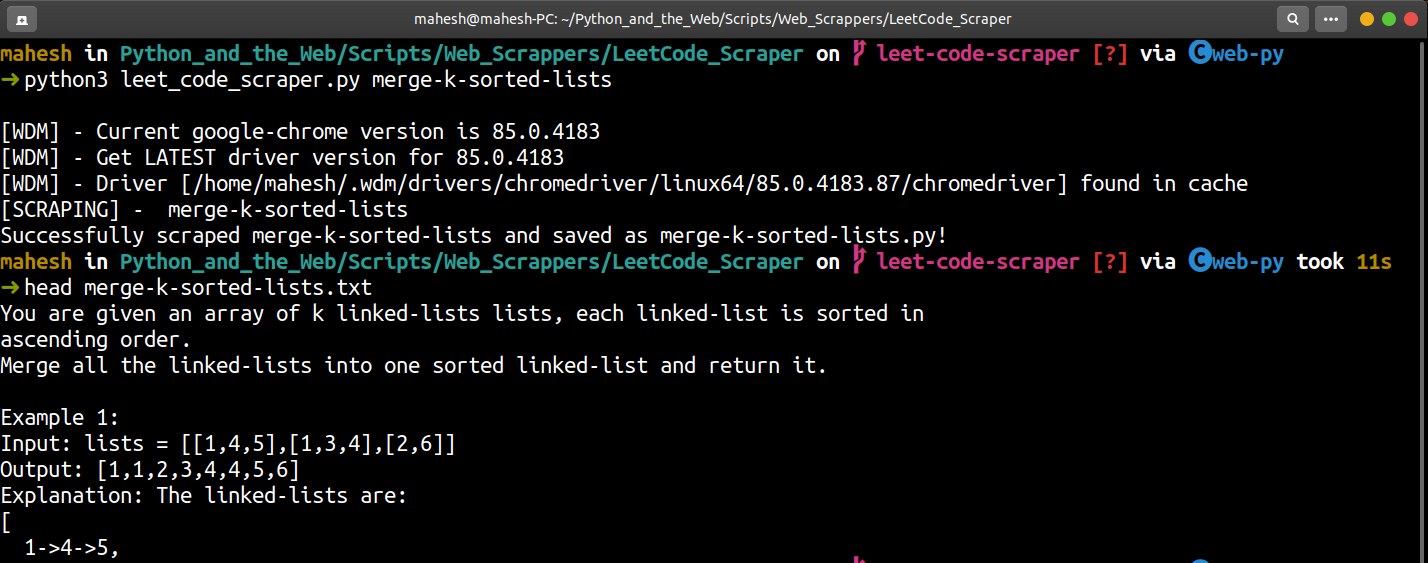 mahesh@mahesh-PC: ~/Python_and_the_Web/Scripts/Web_Scrappers/LeetCode_Scraper
mahesh in Python_and_the_Web/Scripts/Web_Scrappers/LeetCode_Scraper on leet-code-scraper [?] via C web-py
→ python3 leet_code_scraper.py merge-k-sorted-lists
[WDM] - Current google-chrome version is 85.0.4183
[WDM] - Get LATEST driver version for 85.0.4183
[WDM] - Driver [/home/mahesh/.wdm/drivers/chromedriver/linux64/85.0.4183.87/chromedriver] found in cache
[SCRAPING] -  merge-k-sorted-lists
Successfully scraped merge-k-sorted-lists and saved as merge-k-sorted-lists.py!
mahesh in Python_and_the_Web/Scripts/Web_Scrappers/LeetCode_Scraper on leet-code-scraper [?] via C web-py took 11s
→ head merge-k-sorted-lists.txt
You are given an array of k linked-lists lists, each linked-list is sorted in
ascending order.
Merge all the linked-lists into one sorted linked-list and return it.
Example 1:
Input: lists = [[1,4,5],[1,3,4],[2,6]]
Output: [1,1,2,3,4,4,5,6]
Explanation: The linked-lists are:
[
  1->4->5,